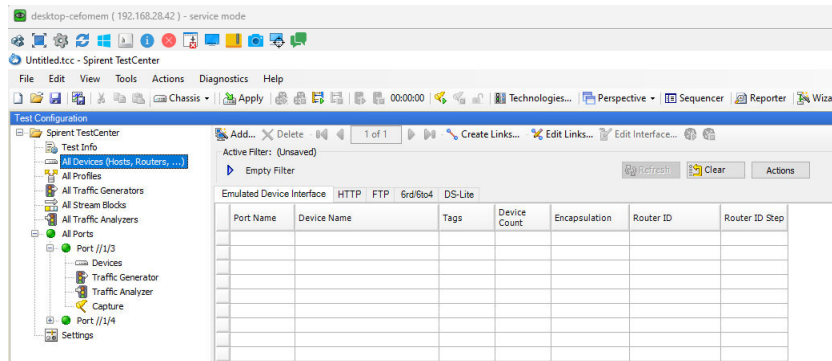 desktop-cefomem ( 192.168.28.42 ) - service mode
Untitled.tcc - Spirent TestCenter
File Edit View Tools Actions Diagnostics Help
Chassis Apply 00:00:00 Technologies... Perspective Sequencer Reporter Wiza
Test Configuration
Spirent TestCenter
Test Info
All Devices (Hosts, Routers, ...)
All Profiles
All Traffic Generators
All Stream Blocks
All Traffic Analyzers
All Ports
Port //1/3
Devices
Traffic Generator
Traffic Analyzer
Capture
Port //1/4
Settings
Add... Delete 1 of 1 Create Links... Edit Links... Edit Interface...
Active Filter: (Unsaved)
Empty Filter Refresh Clear Actions
Emulated Device Interface HTTP FTP 6rd/6to4 DS-Lite
Port Name Device Name Tags Device Count Encapsulation Router ID Router ID Step